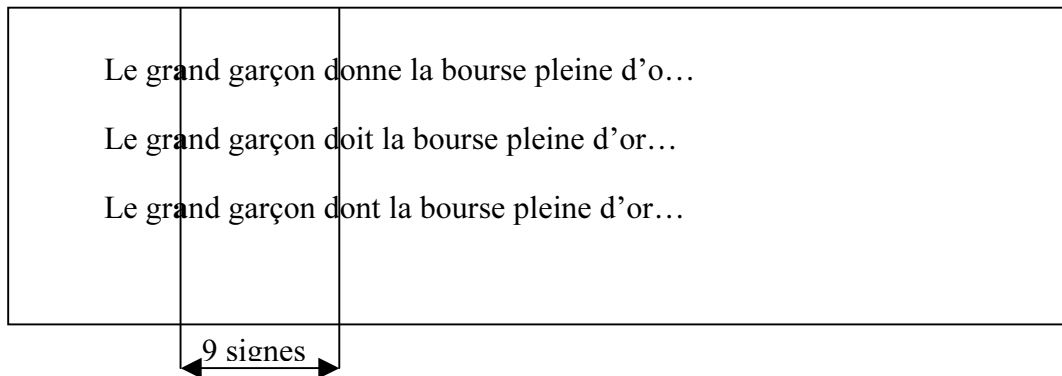 Le grand garçon donne la bourse pleine d’o…
Le grand garçon doit la bourse pleine d’or…
Le grand garçon dont la bourse pleine d’or…
9 signes